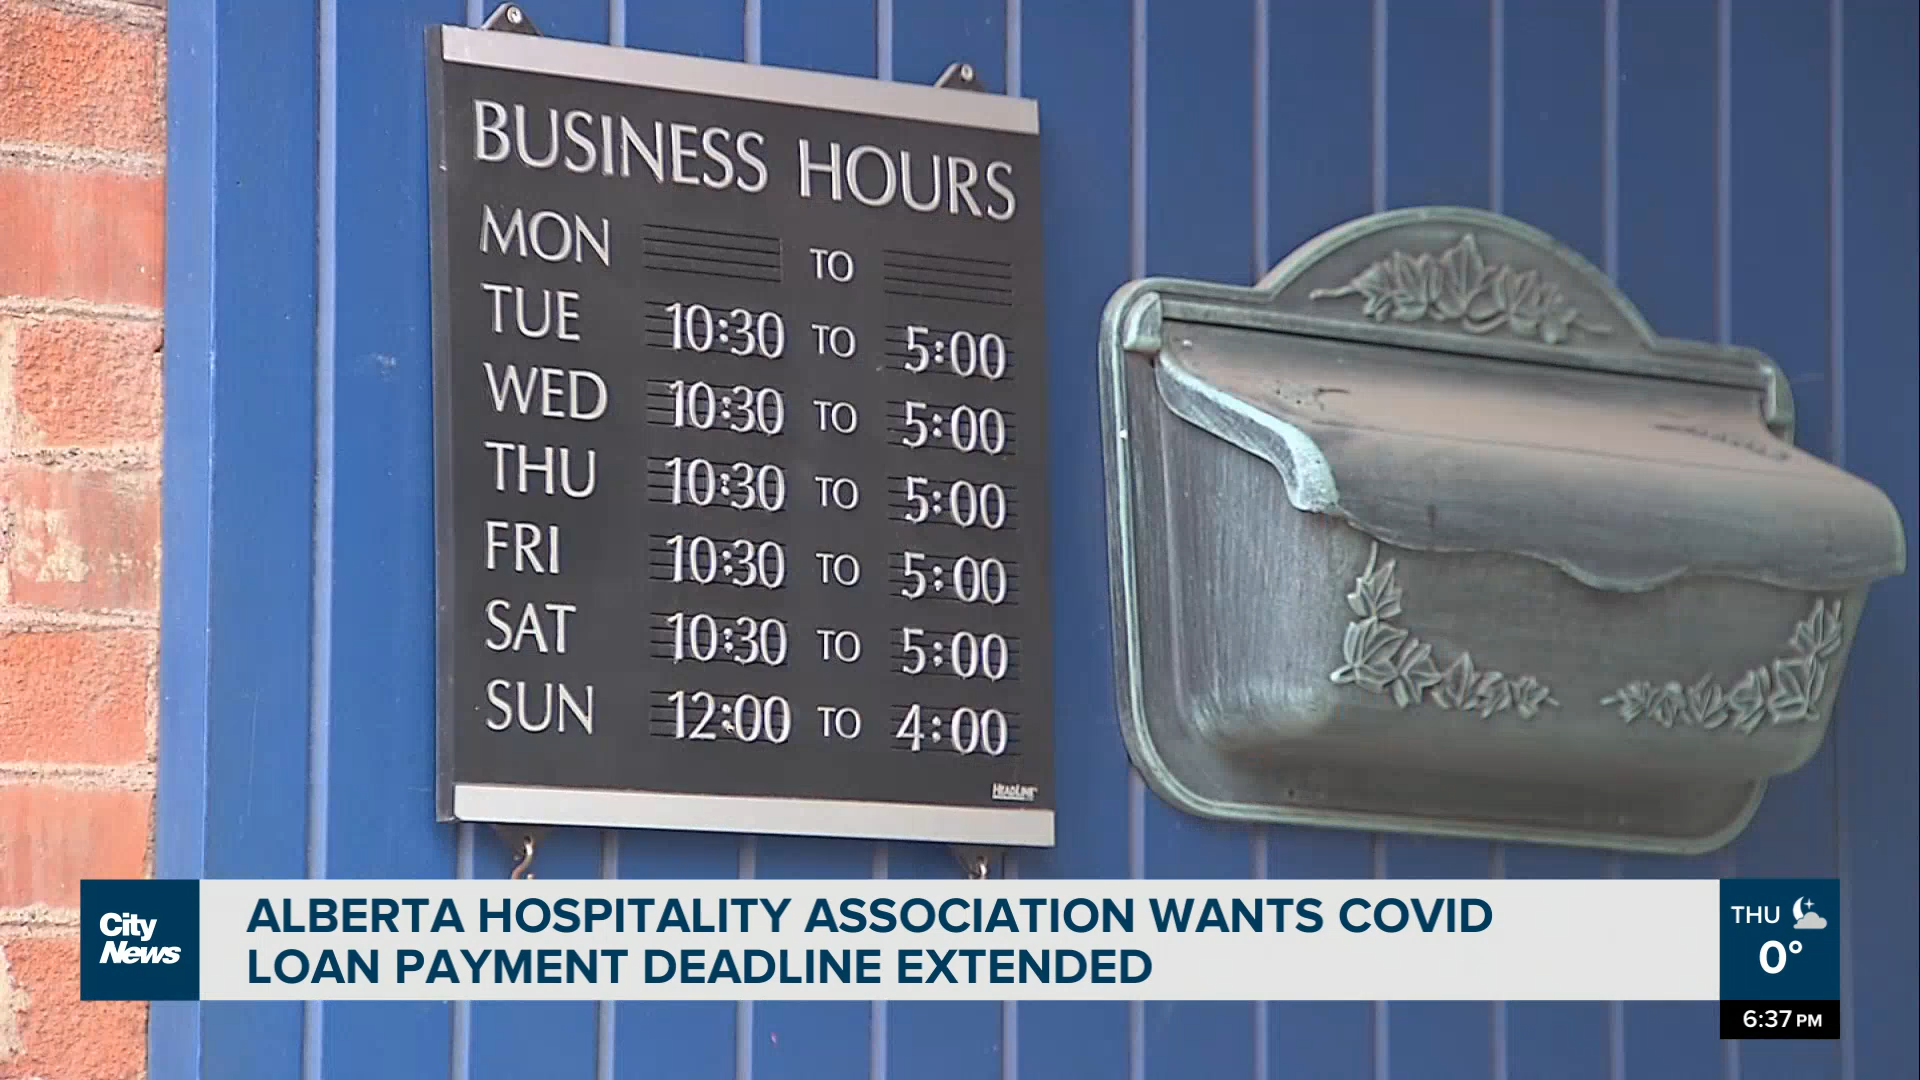 BUSINESS HOURS
MON TO
TUE 10:30 TO 5:00
WED 10:30 TO 5:00
THU 10:30 TO 5:00
FRI 10:30 TO 5:00
SAT 10:30 TO 5:00
SUN 12:00 TO 4:00
HEADLINE
City
News
ALBERTA HOSPITALITY ASSOCIATION WANTS COVID
LOAN PAYMENT DEADLINE EXTENDED
THU
0°
6:37 PM